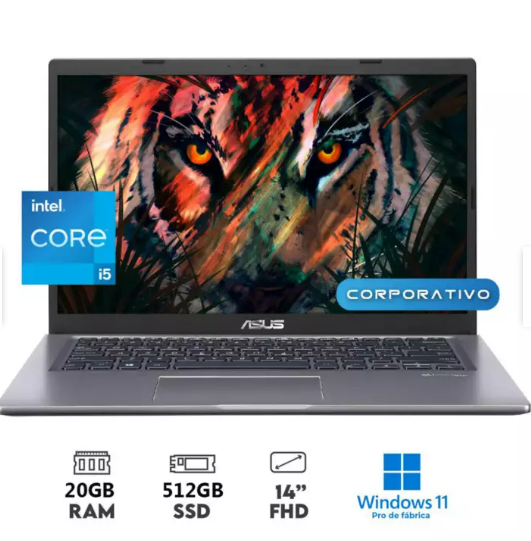 intel.
CORE
i5
CORPORATIVO
ASUS
20GB
RAM
512GB
SSD
14”
FHD
Windows 11
Pro de fábrica